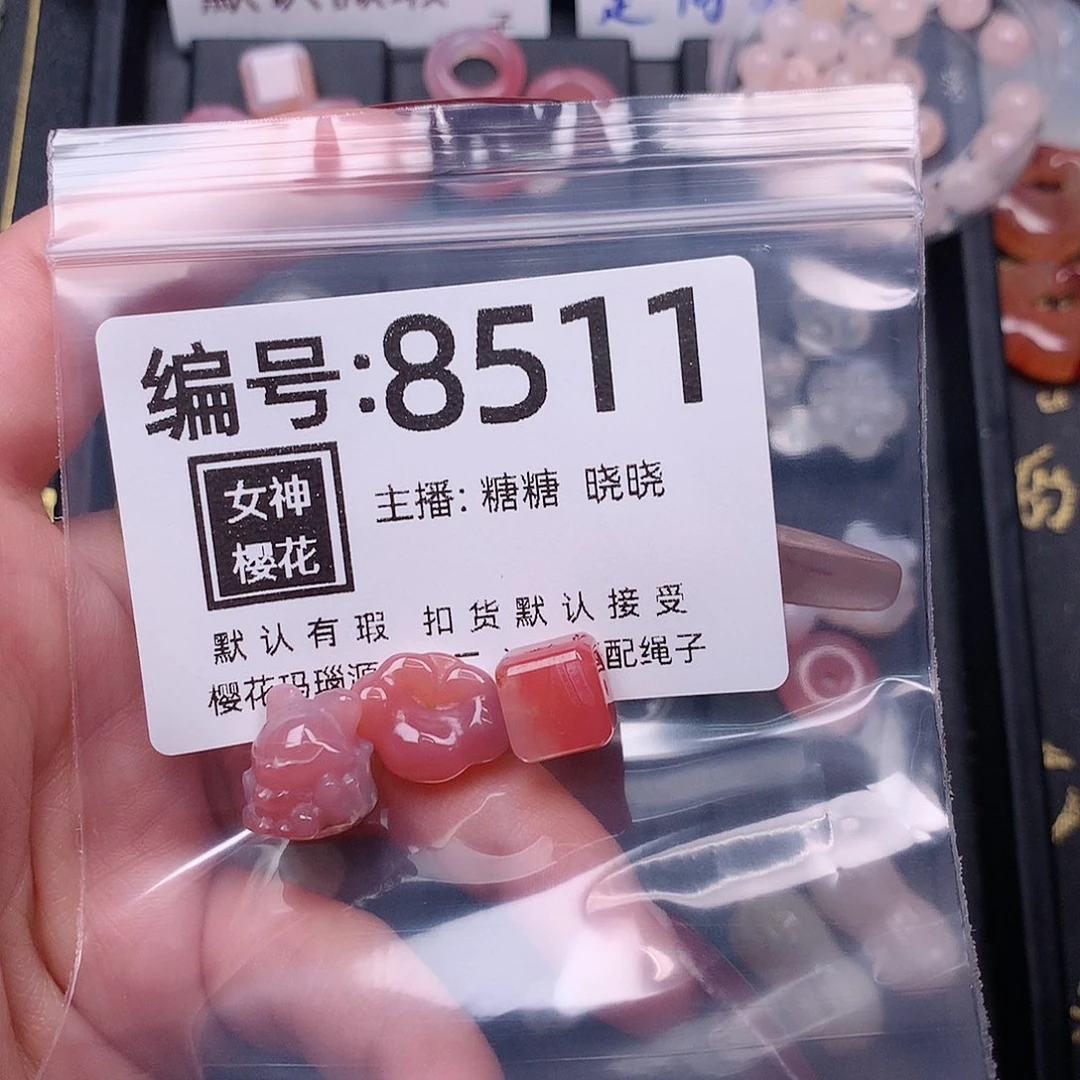 编号:8511
女神
樱花
主播: 糖糖 晓晓
默认有瑕 扣货默认接受
樱花玛瑙源 配绳子